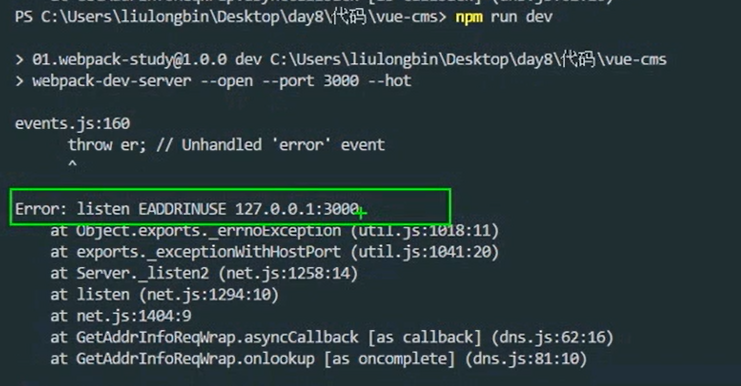 PS C:\Users\liulongbin\Desktop\day8\代码\vue-cms> npm run dev
> 01.webpack-study@1.0.0 dev C:\Users\liulongbin\Desktop\day8\代码\vue-cms
> webpack-dev-server --open --port 3000 --hot
events.js:160
throw er; // Unhandled 'error' event
^
Error: listen EADDRINUSE 127.0.0.1:3000
at Object.exports._errnoException (util.js:1018:11)
at exports._exceptionWithHostPort (util.js:1041:20)
at Server._listen2 (net.js:1258:14)
at listen (net.js:1294:10)
at net.js:1404:9
at GetAddrInfoReqWrap.asyncCallback [as callback] (dns.js:62:16)
at GetAddrInfoReqWrap.onlookup [as oncomplete] (dns.js:81:10)